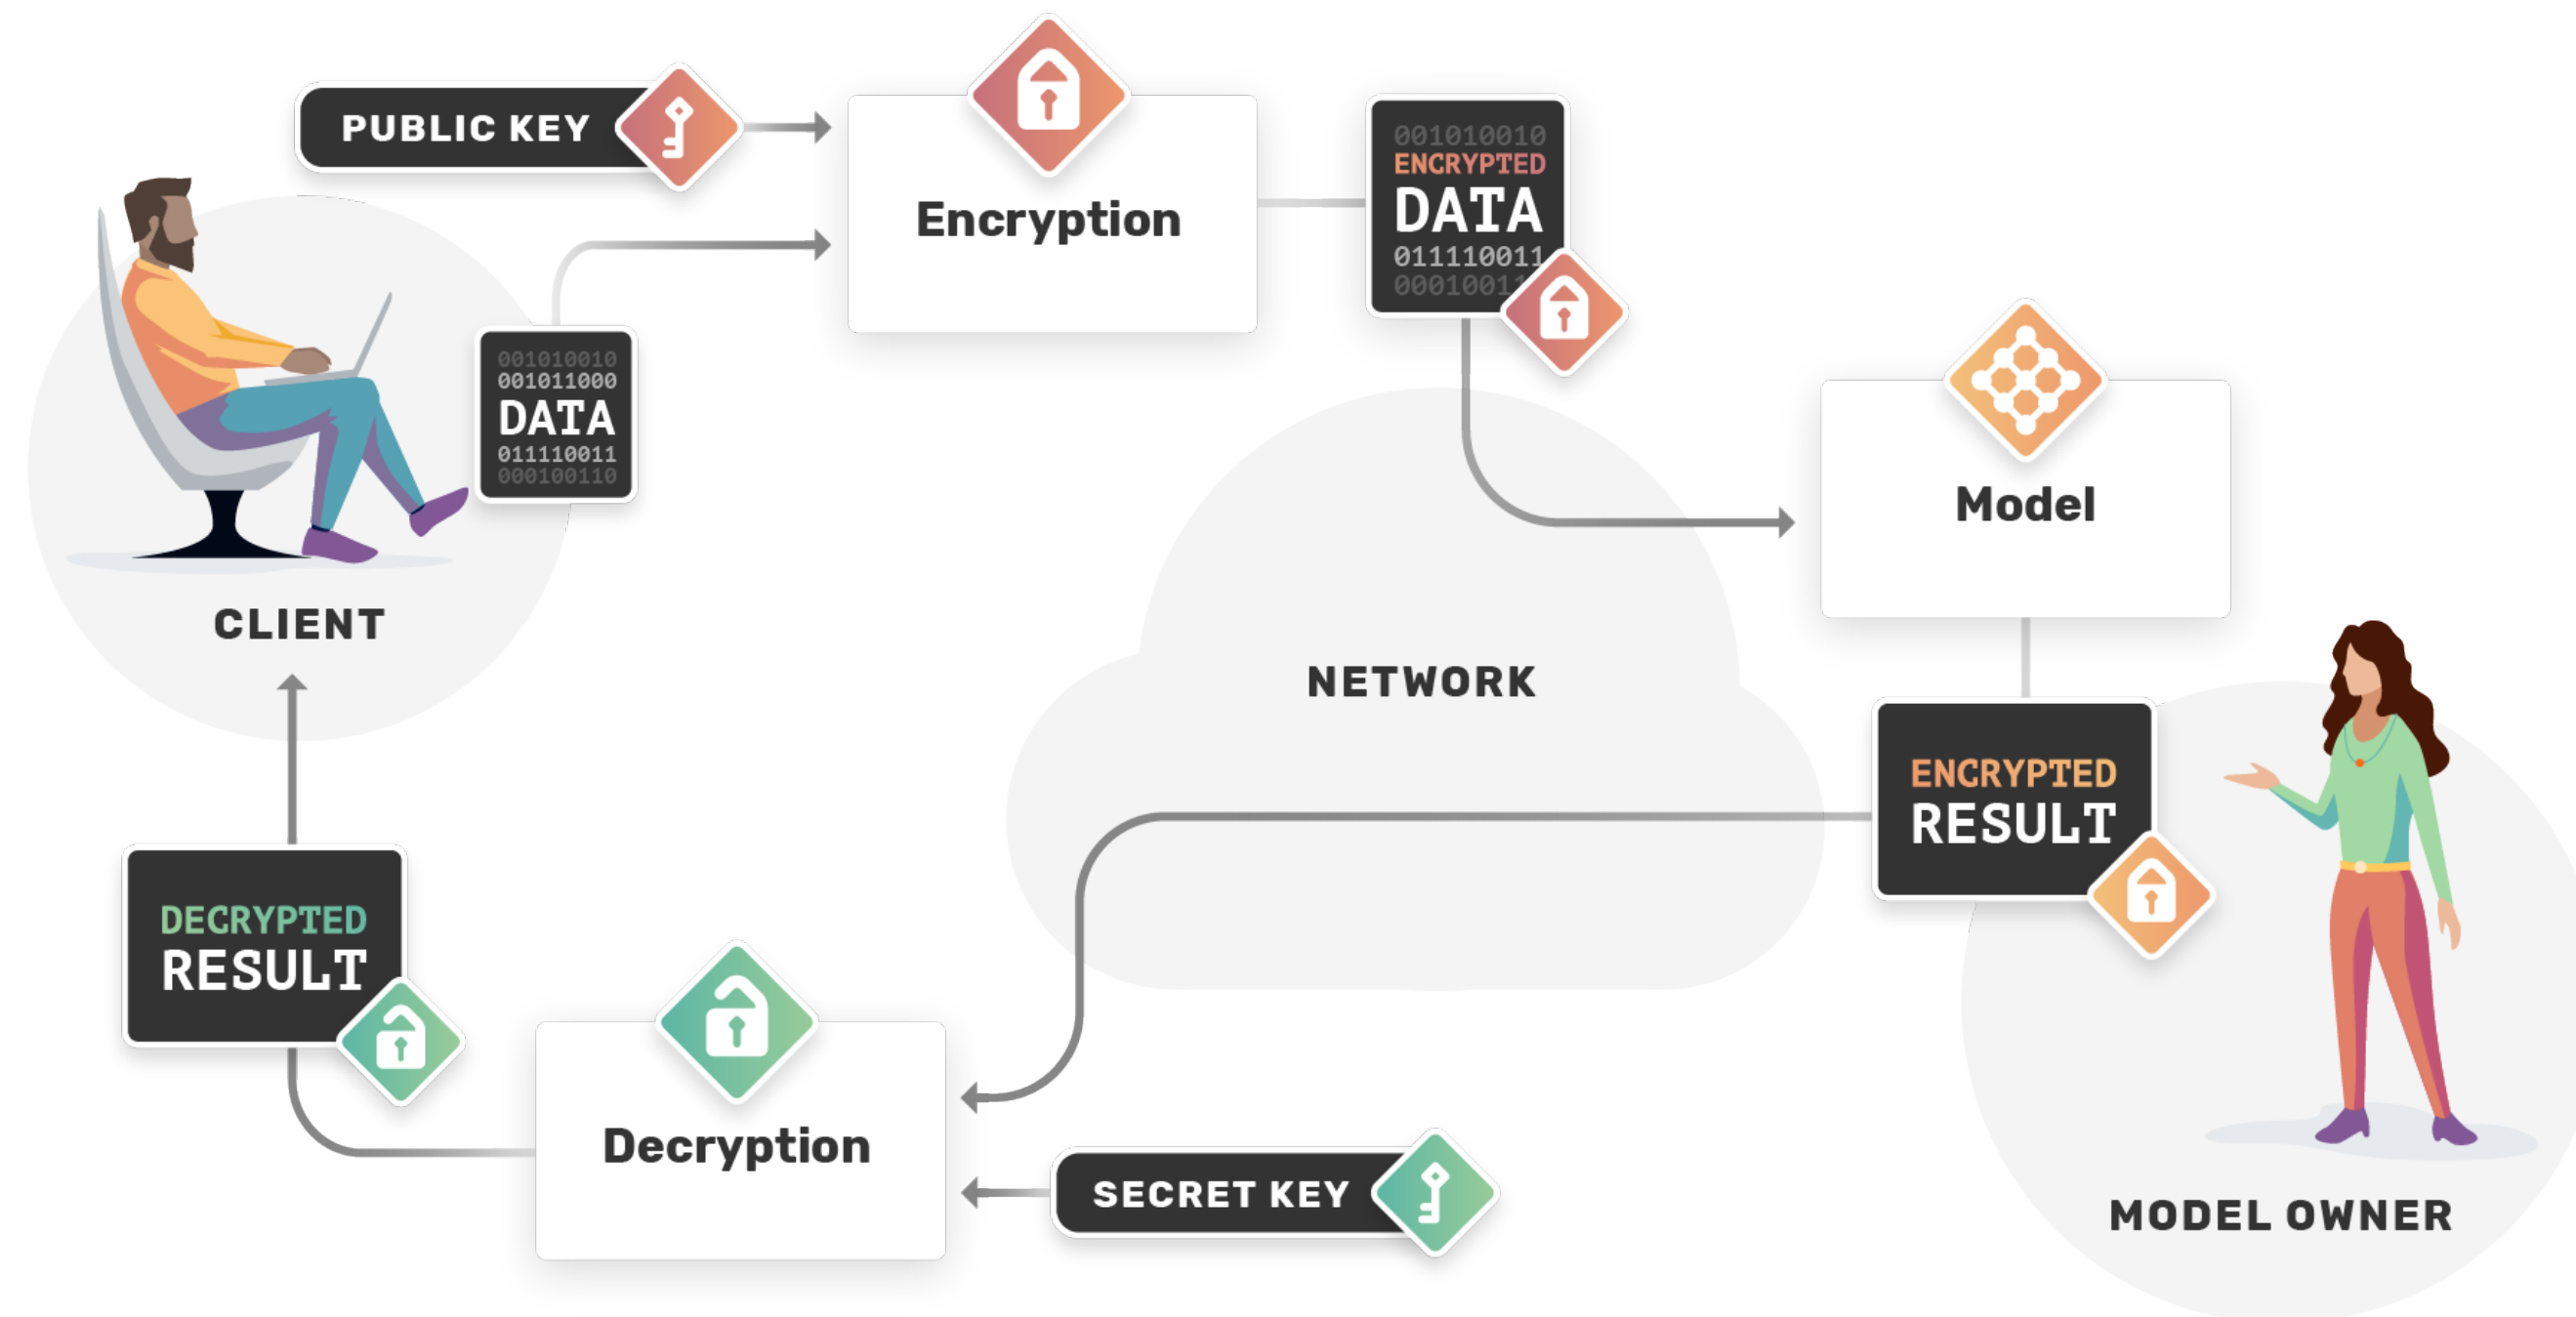 PUBLIC KEY
Encryption
001010010
ENCRYPTED
DATA
011110011
00010011
001010010
001011000
DATA
011110011
000100110
CLIENT
Model
NETWORK
ENCRYPTED
RESULT
DECRYPTED
RESULT
Decryption
SECRET KEY
MODEL OWNER